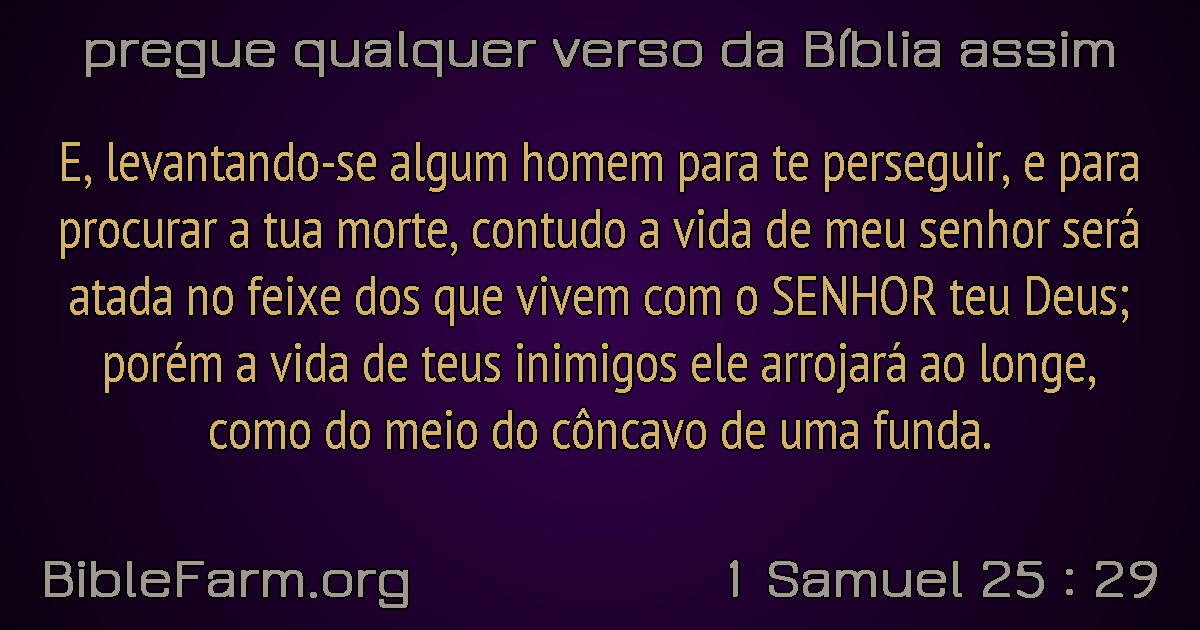 pregue qualquer verso da Bíblia assim
E, levantando-se algum homem para te perseguir, e para
procurar a tua morte, contudo a vida de meu senhor será
atada no feixe dos que vivem com o SENHOR teu Deus;
porém a vida de teus inimigos ele arrojará ao longe,
como do meio do côncavo de uma funda.
BibleFarm.org
1 Samuel 25 : 29